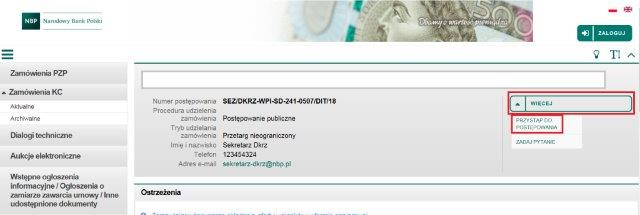 NBP Narodowy Bank Polski
Dbamy o wartość pieniądza
ZALOGUJ
T!
Zamówienia PZP
Zamówienia KC
Aktualne
Archiwalne
Dialogi techniczne
Aukcje elektroniczne
Wstępne ogłoszenia
informacyjne / Ogłoszenia o
zamiarze zawarcia umowy / Inne
udostępnione dokumenty
Numer postępowania SEZ/DKRZ-WPI-SD-241-0507/DIT/18
Procedura udzielenia
zamówienia Postępowanie publiczne
Tryb udzielenia
zamówienia Przetarg nieograniczony
Imię i nazwisko Sekretarz Dkrz
Telefon 123454324
Adres e-mail sekretarz-dkrz@nbp.pl
WIĘCEJ
PRZYSTĄP DO
POSTĘPOWANIA
ZADAJ PYTANIE
Ostrzeżenia